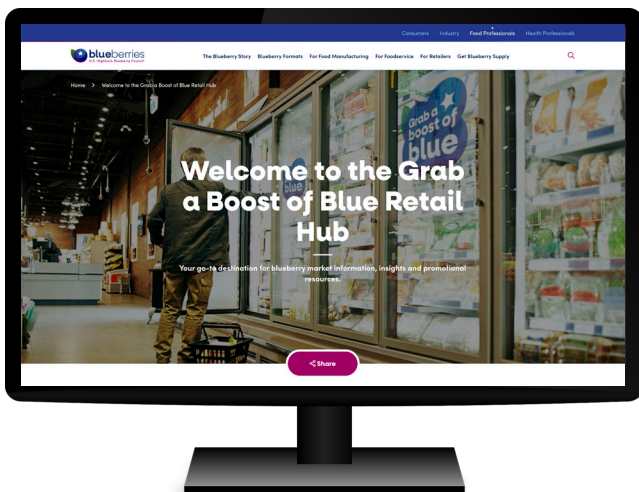 Consumers Industry Food Professionals Health Professionals
blueberries
U.S. Highbush Blueberry Council
The Blueberry Story Blueberry Formats For Food Manufacturing For Foodservice For Retailers Get Blueberry Supply
Home > Welcome to the Grab a Boost of Blue Retail Hub
Grab a
boost of
blue
blue
Welcome to the Grab
a Boost of Blue Retail
Hub
Your go-to destination for blueberry market information, insights and promotional
resources.
Share